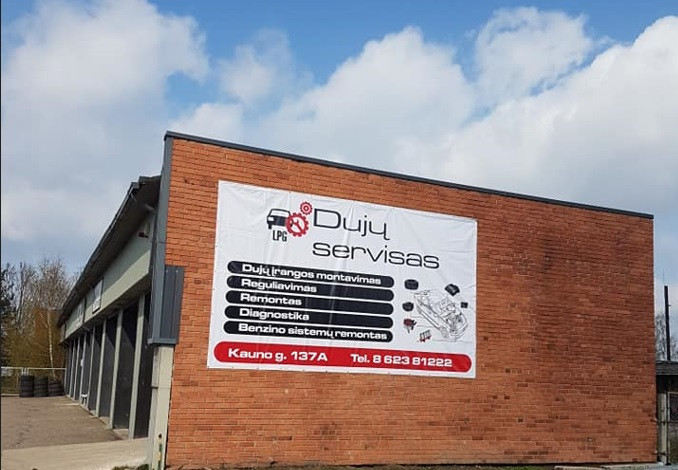 LPG
Dujų
servisas
Dujų įrangos montavimas
Reguliavimas
Remontas
Diagnostika
Benzino sistemų remontas
Kauno g. 137A Tel. 8 623 81222